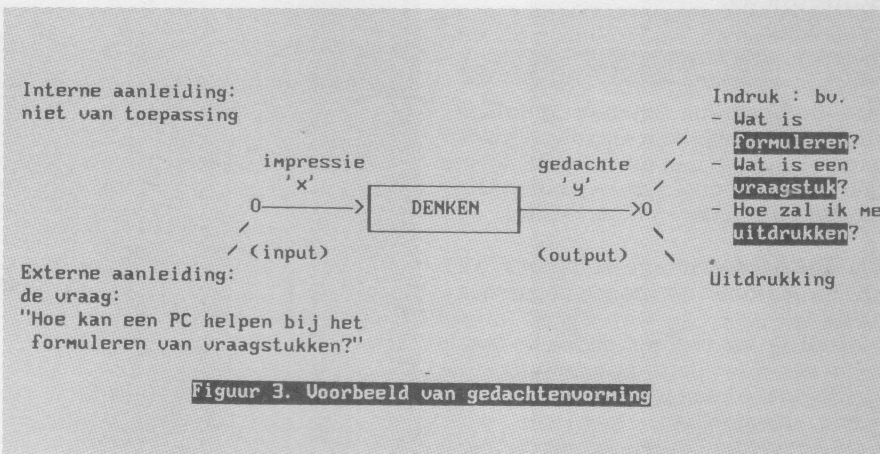 Interne aanleiding:
niet van toepassing
impressie
'x'
O
>
DENKEN
(input)
Externe aanleiding:
de vraag:
"Hoe kan een PC helpen bij het
formuleren van vraagstukken?"
gedachte
'y'
>O
(output)
Indruk : bv.
- Wat is
formuleren?
- Wat is een
vraagstuk?
- Hoe zal ik me
uitdrukken?
Uitdrukking
Figuur 3. Voorbeeld van gedachtenvorming